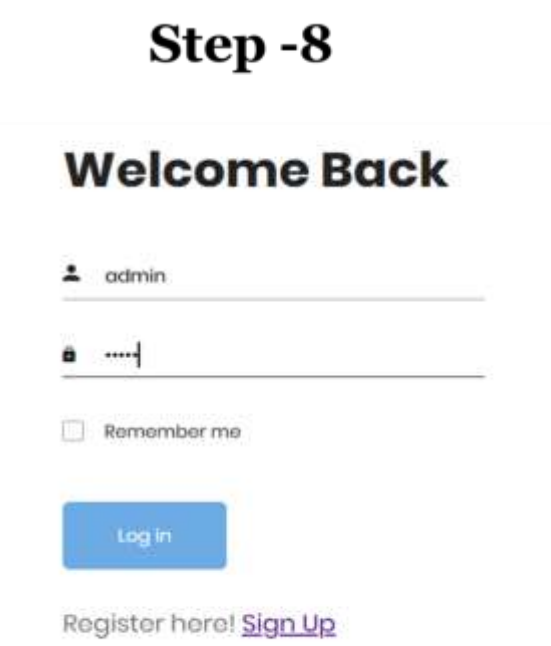 Step -8
Welcome Back
admin
•••••
Remember me
Log in
Register here! Sign Up